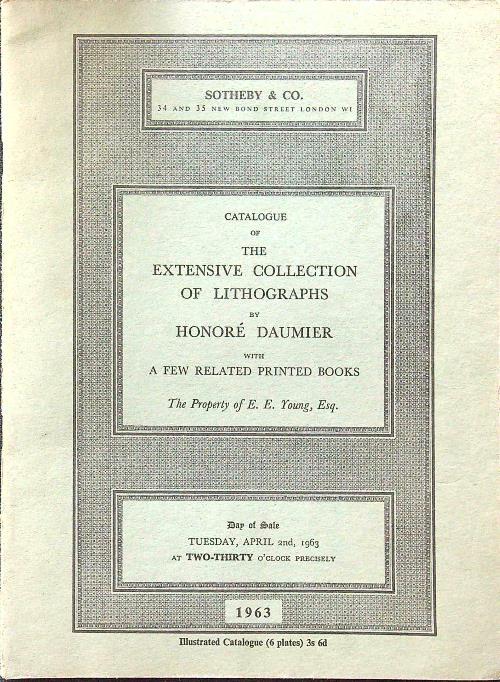 SOTHEBY & CO.
34 AND 35 NEW BOND STREET LONDON W1
CATALOGUE
OF
THE
EXTENSIVE COLLECTION
OF LITHOGRAPHS
BY
HONORÉ DAUMIER
WITH
A FEW RELATED PRINTED BOOKS
The Property of E. E. Young, Esq.
Day of Sale
TUESDAY, APRIL 2nd, 1963
AT TWO-THIRTY O'CLOCK PRECISELY
1963
Illustrated Catalogue (6 plates) 3s 6d